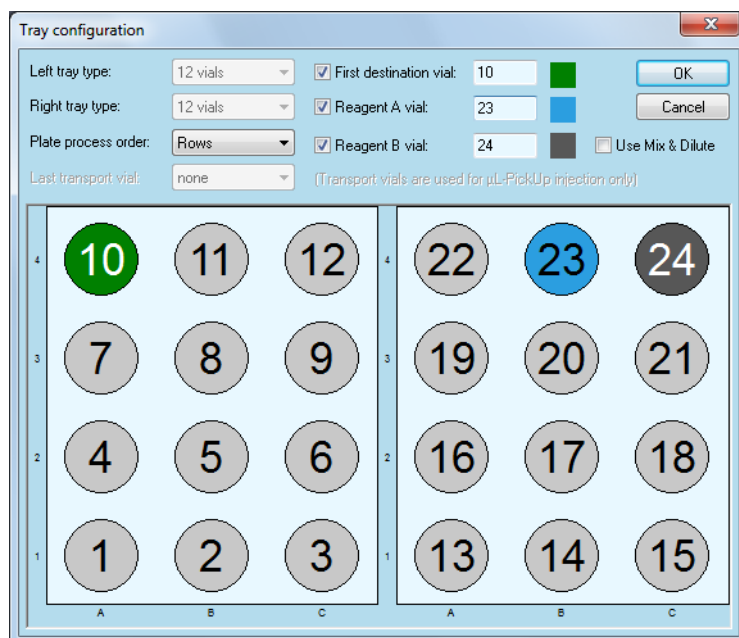 Tray configuration
Left tray type: 12 vials First destination vial: 10 OK
Right tray type: 12 vials Reagent A vial: 23 Cancel
Plate process order: Rows Reagent B vial: 24 Use Mix & Dilute
Last transport vial: none (Transport vials are used for µL-PickUp injection only)
4 10 11 12 4 22 23 24
3 7 8 9 3 19 20 21
2 4 5 6 2 16 17 18
1 1 2 3 1 13 14 15
A B C A B C